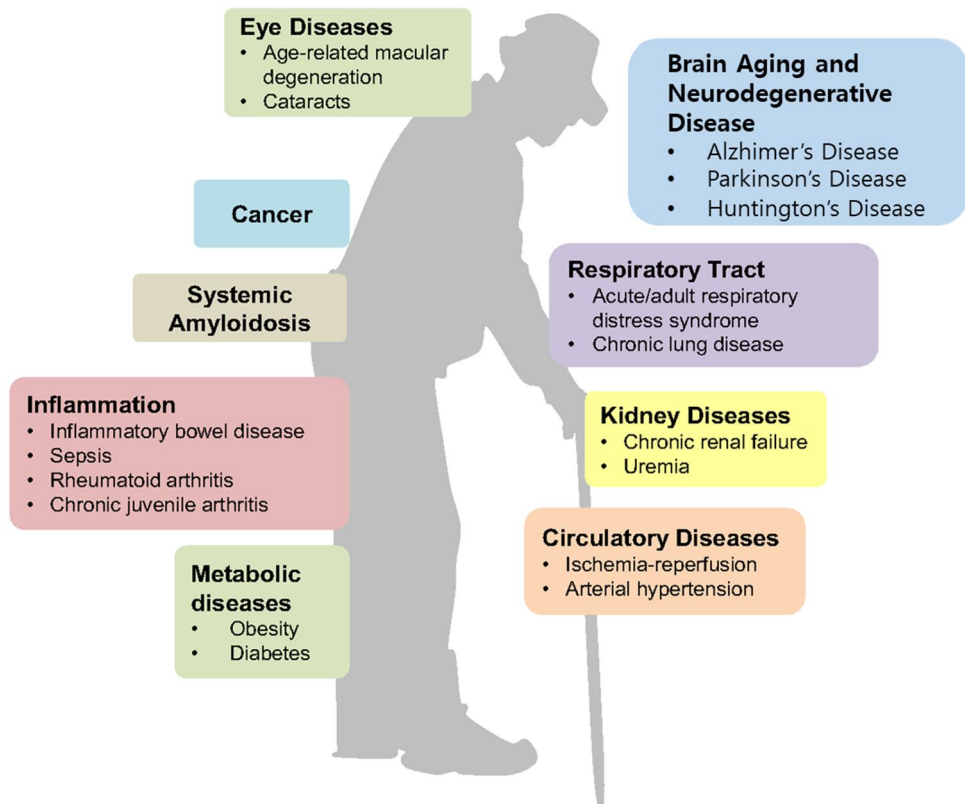 Eye Diseases
• Age-related macular
degeneration
• Cataracts
Brain Aging and
Neurodegenerative
Disease
• Alzhimer's Disease
• Parkinson's Disease
• Huntington's Disease
Cancer
Respiratory Tract
• Acute/adult respiratory
distress syndrome
• Chronic lung disease
Systemic
Amyloidosis
Inflammation
• Inflammatory bowel disease
• Sepsis
• Rheumatoid arthritis
• Chronic juvenile arthritis
Kidney Diseases
• Chronic renal failure
• Uremia
Circulatory Diseases
• Ischemia-reperfusion
• Arterial hypertension
Metabolic
diseases
• Obesity
• Diabetes